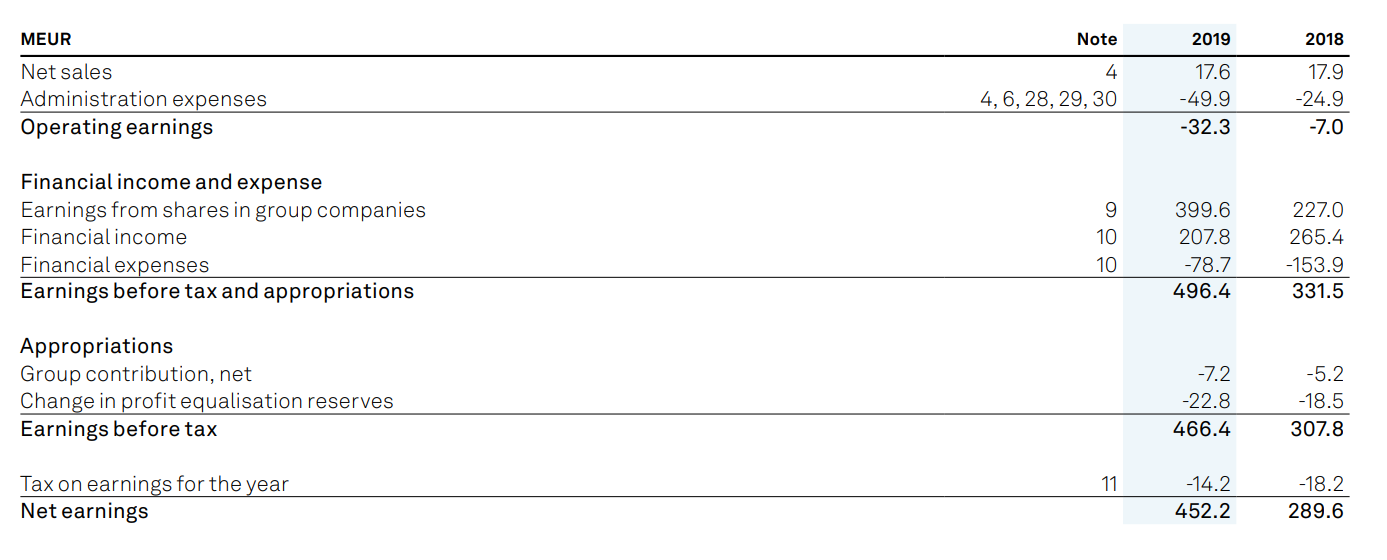 MEUR Note 2019 2018
Net sales 4 17.6 17.9
Administration expenses 4, 6, 28, 29, 30 -49.9 -24.9
Operating earnings -32.3 -7.0
Financial income and expense
Earnings from shares in group companies 9 399.6 227.0
Financial income 10 207.8 265.4
Financial expenses 10 -78.7 -153.9
Earnings before tax and appropriations 496.4 331.5
Appropriations
Group contribution, net -7.2 -5.2
Change in profit equalisation reserves -22.8 -18.5
Earnings before tax 466.4 307.8
Tax on earnings for the year 11 -14.2 -18.2
Net earnings 452.2 289.6